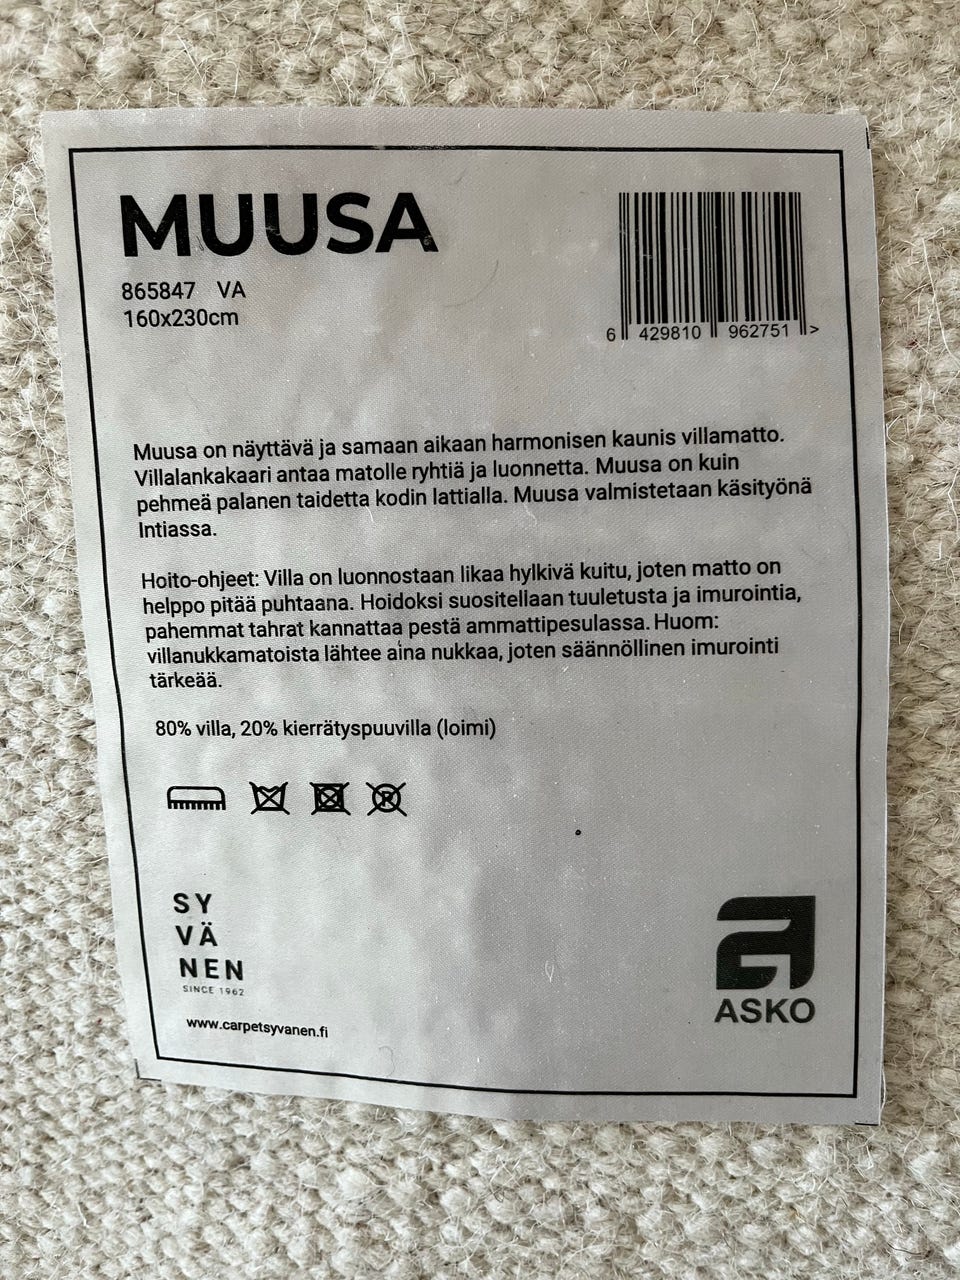 MUUSA
865847 VA
160x230cm
6 429810 962751 >
Muusa on näyttävä ja samaan aikaan harmonisen kaunis villamatto.
Villalankakaari antaa matolle ryhtiä ja luonnetta. Muusa on kuin
pehmeä palanen taidetta kodin lattialla. Muusa valmistetaan käsityönä
Intiassa.
Hoito-ohjeet: Villa on luonnostaan likaa hylkivä kuitu, joten matto on
helppo pitää puhtaana. Hoidoksi suositellaan tuuletusta ja imurointia,
pahemmat tahrat kannattaa pestä ammattipesulassa. Huom:
villanukkamatoista lähtee aina nukkaa, joten säännöllinen imurointi
tärkeää.
80% villa, 20% kierrätyspuuvilla (loimi)
SY
VÄ
NEN
SINCE 1962
www.carpetsyvanen.fi
ASKO